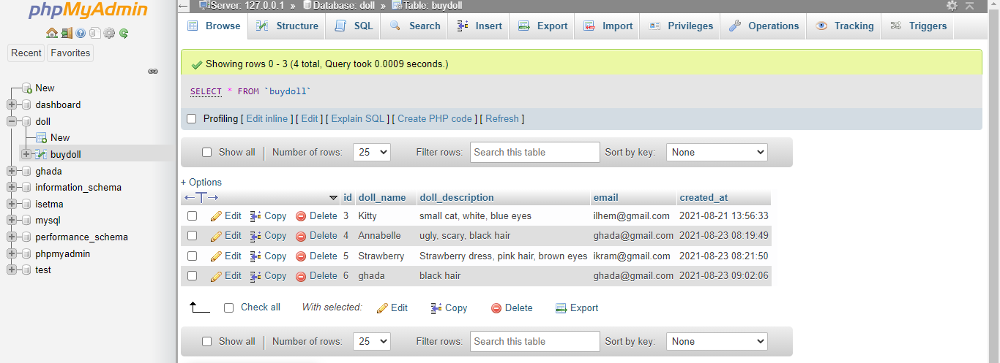 phpMyAdmin
Recent Favorites
New
dashboard
doll
New
buydoll
ghada
information_schema
isetma
mysql
performance_schema
phpmyadmin
test
Server: 127.0.0.1 » Database: doll » Table: buydoll
Browse Structure SQL Search Insert Export Import Privileges Operations Tracking Triggers
Showing rows 0 - 3 (4 total, Query took 0.0009 seconds.)
SELECT * FROM `buydoll`
Profiling [ Edit inline ] [ Edit ] [ Explain SQL ] [ Create PHP code ] [ Refresh ]
Show all Number of rows: 25 Filter rows: Search this table Sort by key: None
+ Options
id doll_name doll_description email created_at
Edit Copy Delete 3 Kitty small cat, white, blue eyes ilhem@gmail.com 2021-08-21 13:56:33
Edit Copy Delete 4 Annabelle ugly, scary, black hair ghada@gmail.com 2021-08-23 08:19:49
Edit Copy Delete 5 Strawberry Strawberry dress, pink hair, brown eyes ikram@gmail.com 2021-08-23 08:21:50
Edit Copy Delete 6 ghada black hair ghada@gmail.com 2021-08-23 09:02:06
Check all With selected: Edit Copy Delete Export
Show all Number of rows: 25 Filter rows: Search this table Sort by key: None